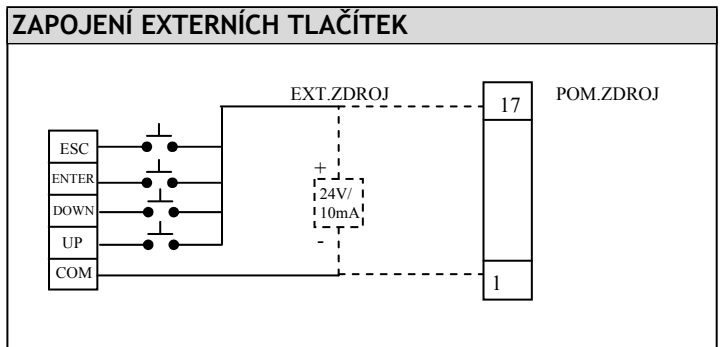 ZAPOJENÍ EXTERNÍCH TLAČÍTEK
EXT.ZDROJ
17
POM.ZDROJ
ESC
ENTER
DOWN
UP
COM
+
24V/
10mA
-
1